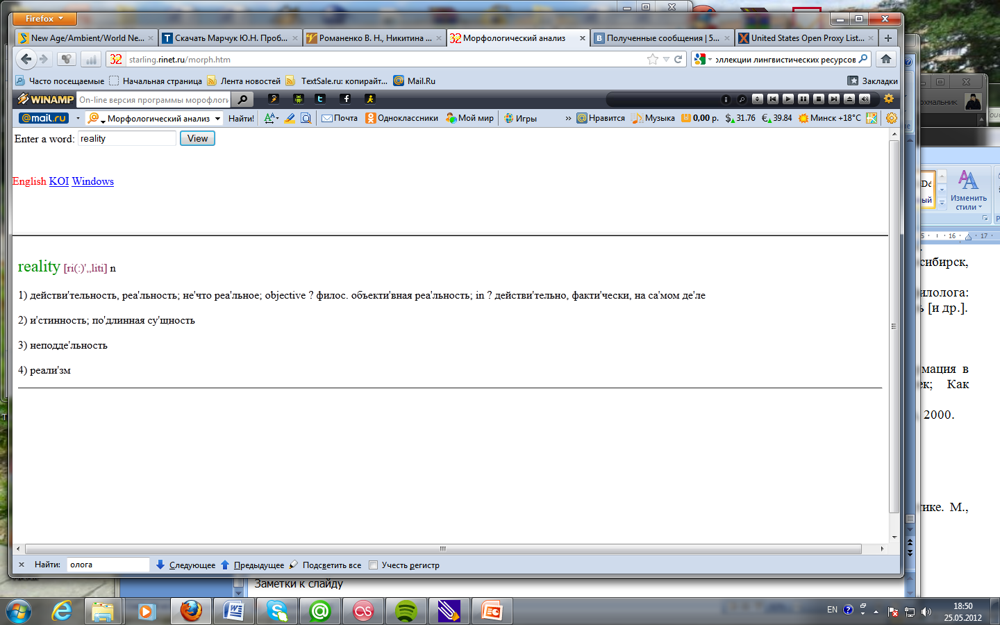 Firefox
New Age/Ambient/World Ne...
Скачать Марчук Ю.Н. Проб...
Романенко В. Н., Никитина ...
Морфологический анализ
Полученные сообщения | 5...
United States Open Proxy List...
starling.rinet.ru/morph.htm
оллекции лингвистических ресурсов
Часто посещаемые
Начальная страница
Лента новостей
TextSale.ru: копирайт...
Mail.Ru
Закладки
WINAMP
On-line версия программы морофлоги
@mail.ru
Морфологический анализ
Найти!
Почта
Одноклассники
Мой мир
Игры
»
Нравится
Музыка
0,00 р.
$ 31.76
€ 39.84
Минск +18°C
Enter a word: reality View
English KOI Windows
reality [ri(:)',,liti] n
1) действи'тельность, реа'льность; не'что реа'льное; objective ? филос. объекти'вная реа'льность; in ? действи'тельно, факти'чески, на са'мом де'ле
2) и'стинность; по'длинная су'щность
3) неподде'льность
4) реали'зм
Найти: олога
Следующее
Предыдущее
Подсветить все
Учесть регистр
Изменить
стили
16 17
сибирск,
илолога:
ь [и др.].
мация в
ек; Как
2000.
тике. М.,
Заметки к слайду
EN
18:50
25.05.2012